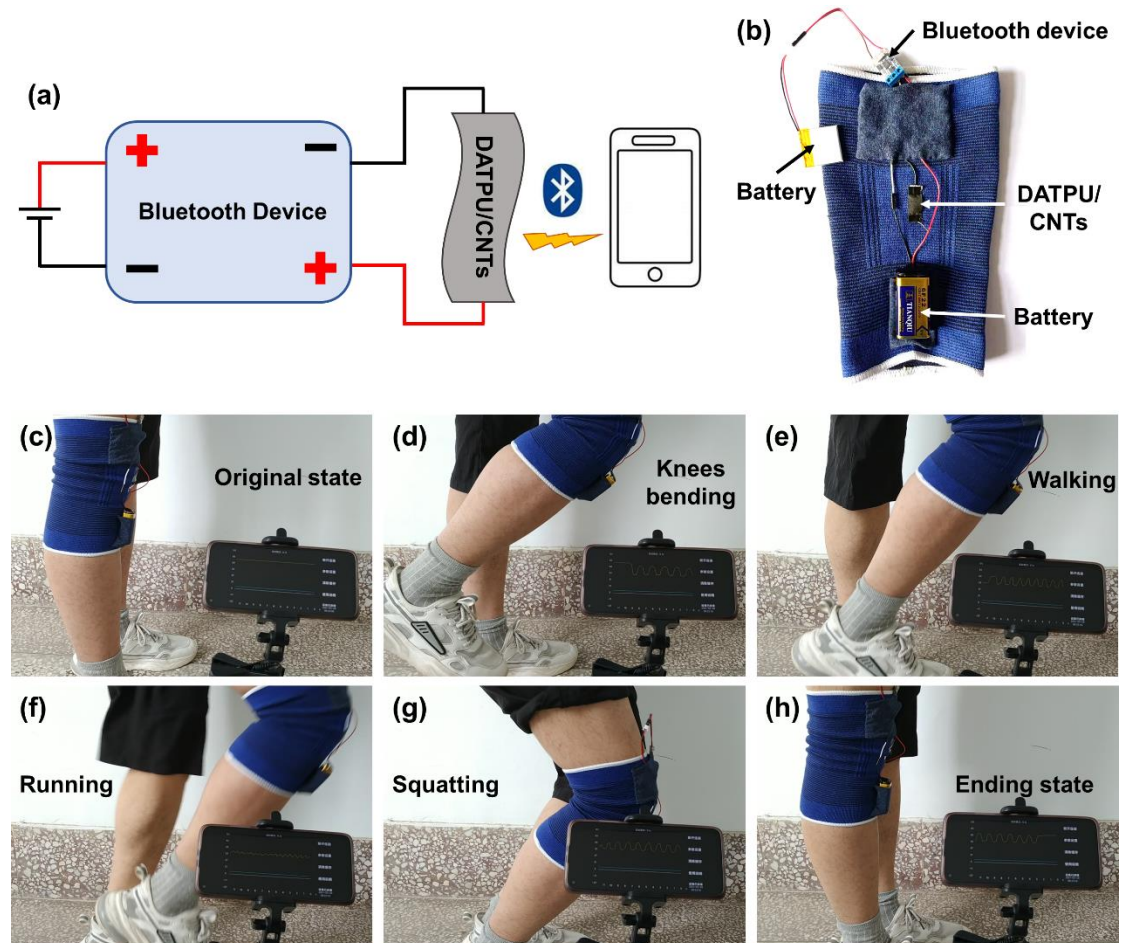 (a)
+
−
Bluetooth Device
−
+
DATPU/CNTs
(b)
Bluetooth device
Battery
DATPU/
CNTs
TIANQIU
Battery
(c)
Original state
(d)
Knees
bending
(e)
Walking
(f)
Running
(g)
Squatting
(h)
Ending state